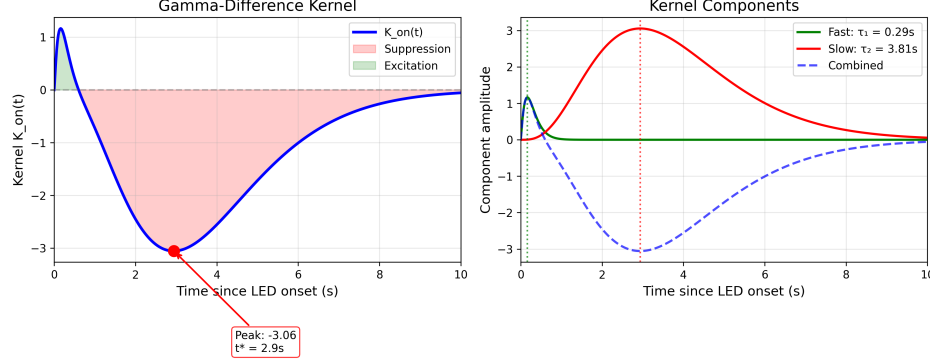 Gamma-Difference Kernel
Kernel K_on(t)
1
0
−1
−2
−3
K_on(t)
Suppression
Excitation
0
2
4
6
8
10
Time since LED onset (s)
Peak: -3.06
t* = 2.9s
Kernel Components
Component amplitude
3
2
1
0
−1
−2
−3
Fast: τ₁ = 0.29s
Slow: τ₂ = 3.81s
Combined
0
2
4
6
8
Time since LED onset (s)